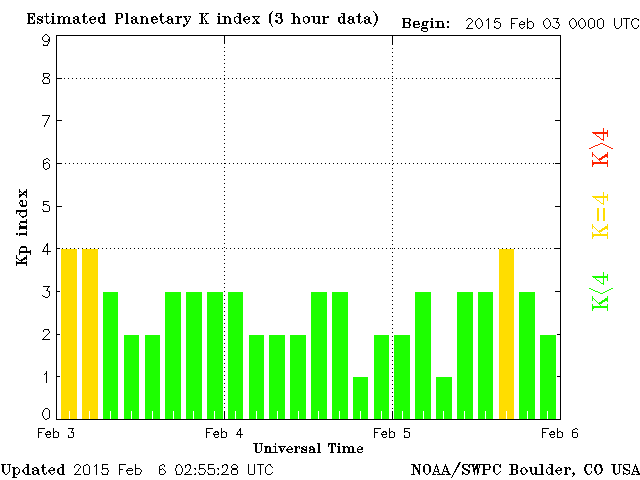 Estimated Planetary K index (3 hour data) Begin: 2015 Feb 03 0000 UTC
9
8
7
6
5
4
3
2
1
0
Kp index
K>4
K=4
K<4
Feb 3 Feb 4 Feb 5 Feb 6
Universal Time
Updated 2015 Feb 6 02:55:28 UTC NOAA/SWPC Boulder, CO USA